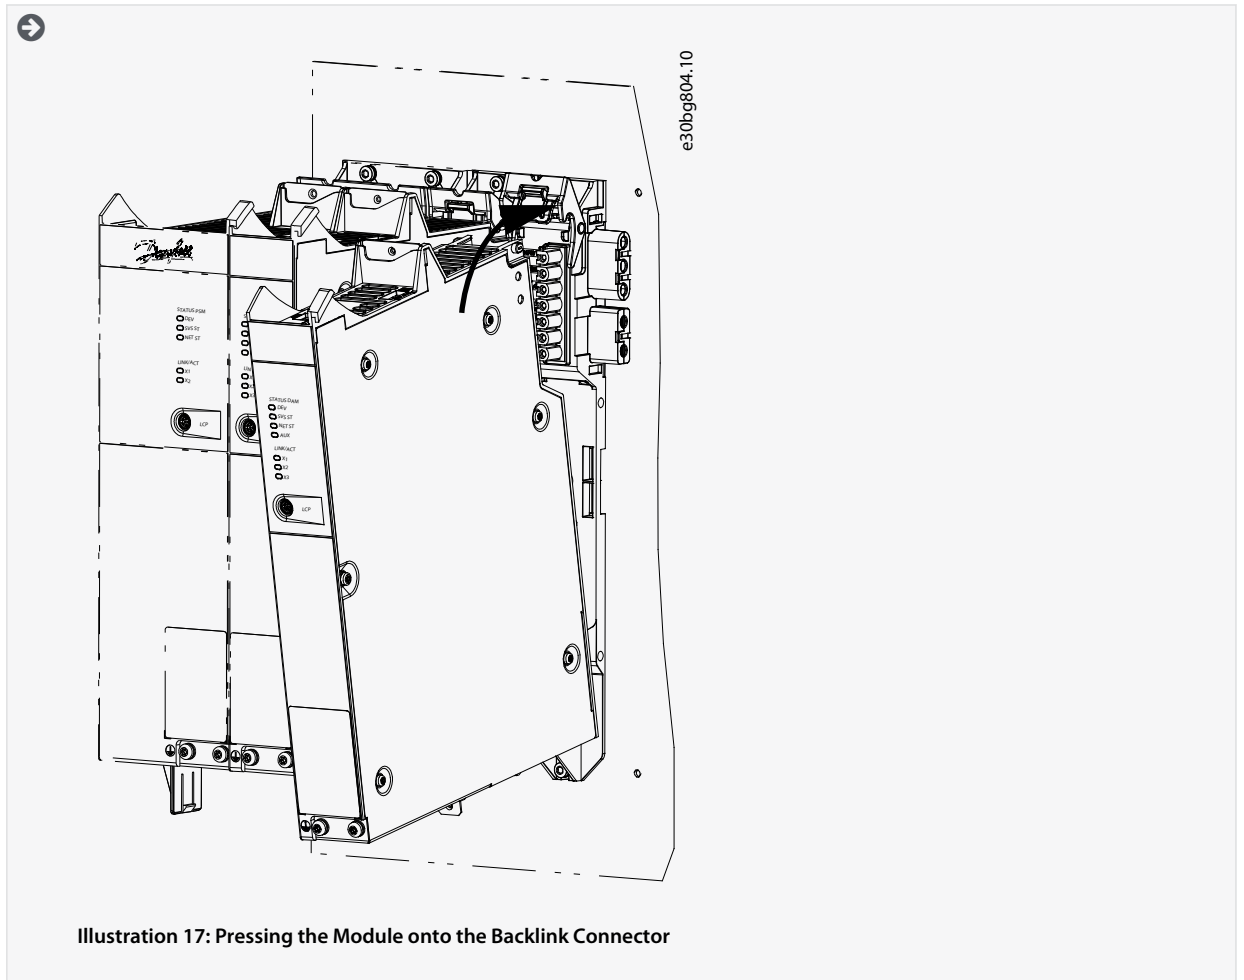 e30bg804.10
STATUS PSM
DEV
SYS ST
NET ST
LINK/ACT
X1
X2
LCP
STATUS DAM
DEV
SYS ST
NET ST
AUX
LINK/ACT
X1
X2
X3
LCP
Illustration 17: Pressing the Module onto the Backlink Connector